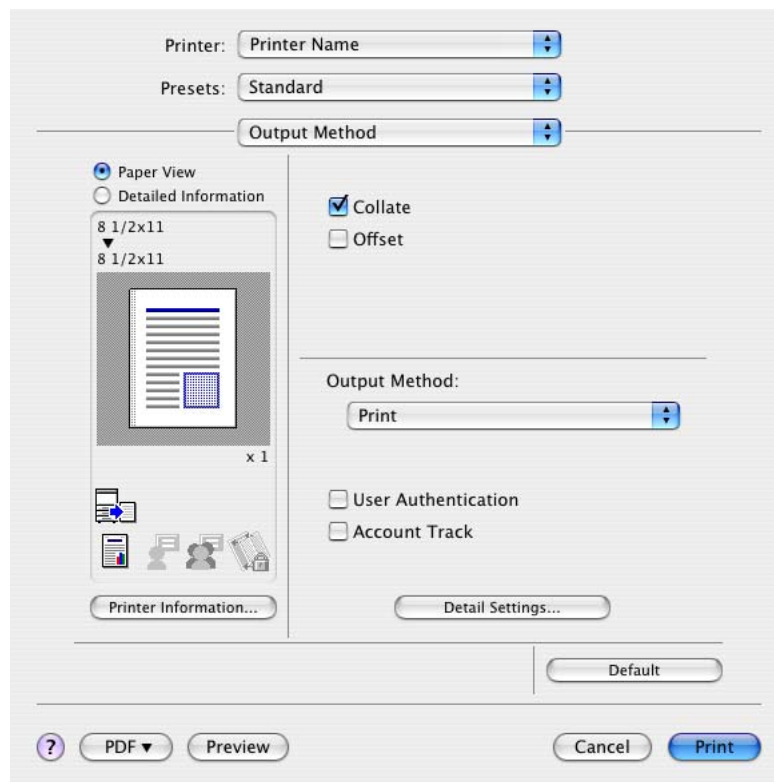 Printer: Printer Name
Presets: Standard
Output Method
Paper View
Detailed Information
8 1/2x11
8 1/2x11
x 1
Printer Information...
Collate
Offset
Output Method:
Print
User Authentication
Account Track
Detail Settings...
Default
? PDF Preview Cancel Print